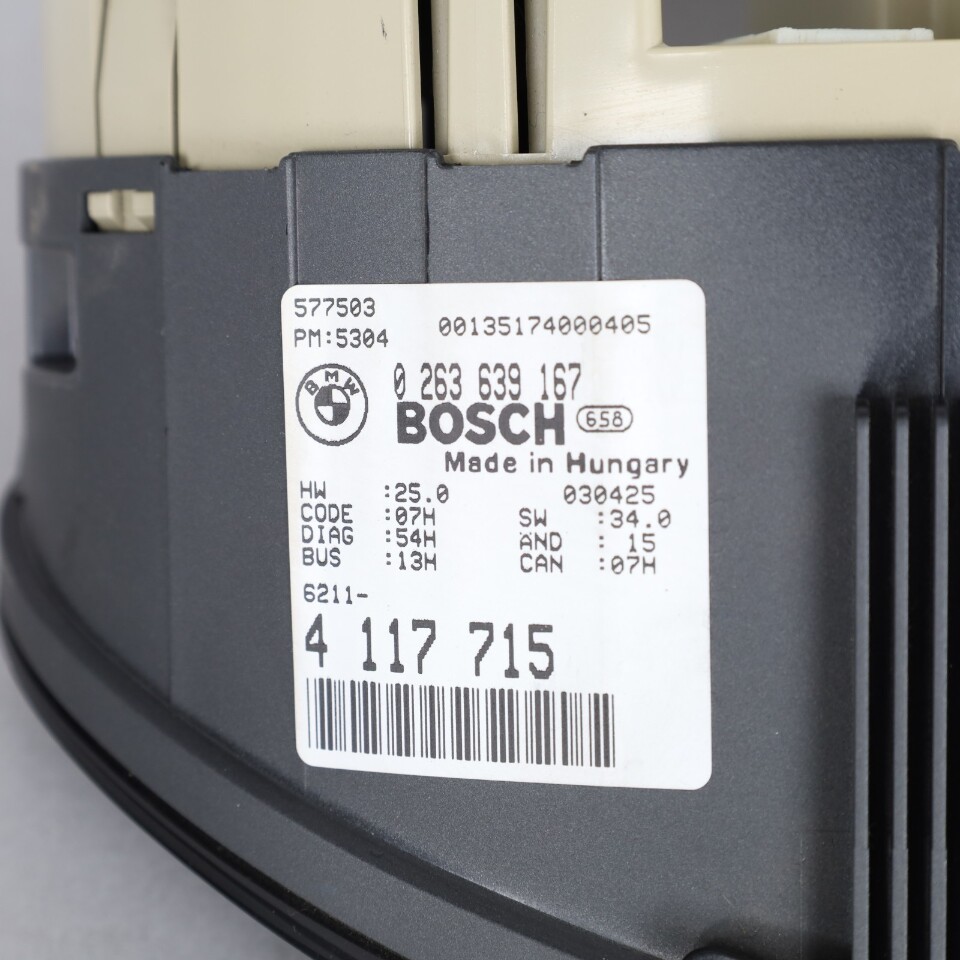 577503
PM:5304 00135174000405
BMW
0 263 639 167
BOSCH 658
Made in Hungary
HW :25.0 030425
CODE :07H SW :34.0
DIAG :54H AND : 15
BUS :13H CAN :07H
6211-
4 117 715